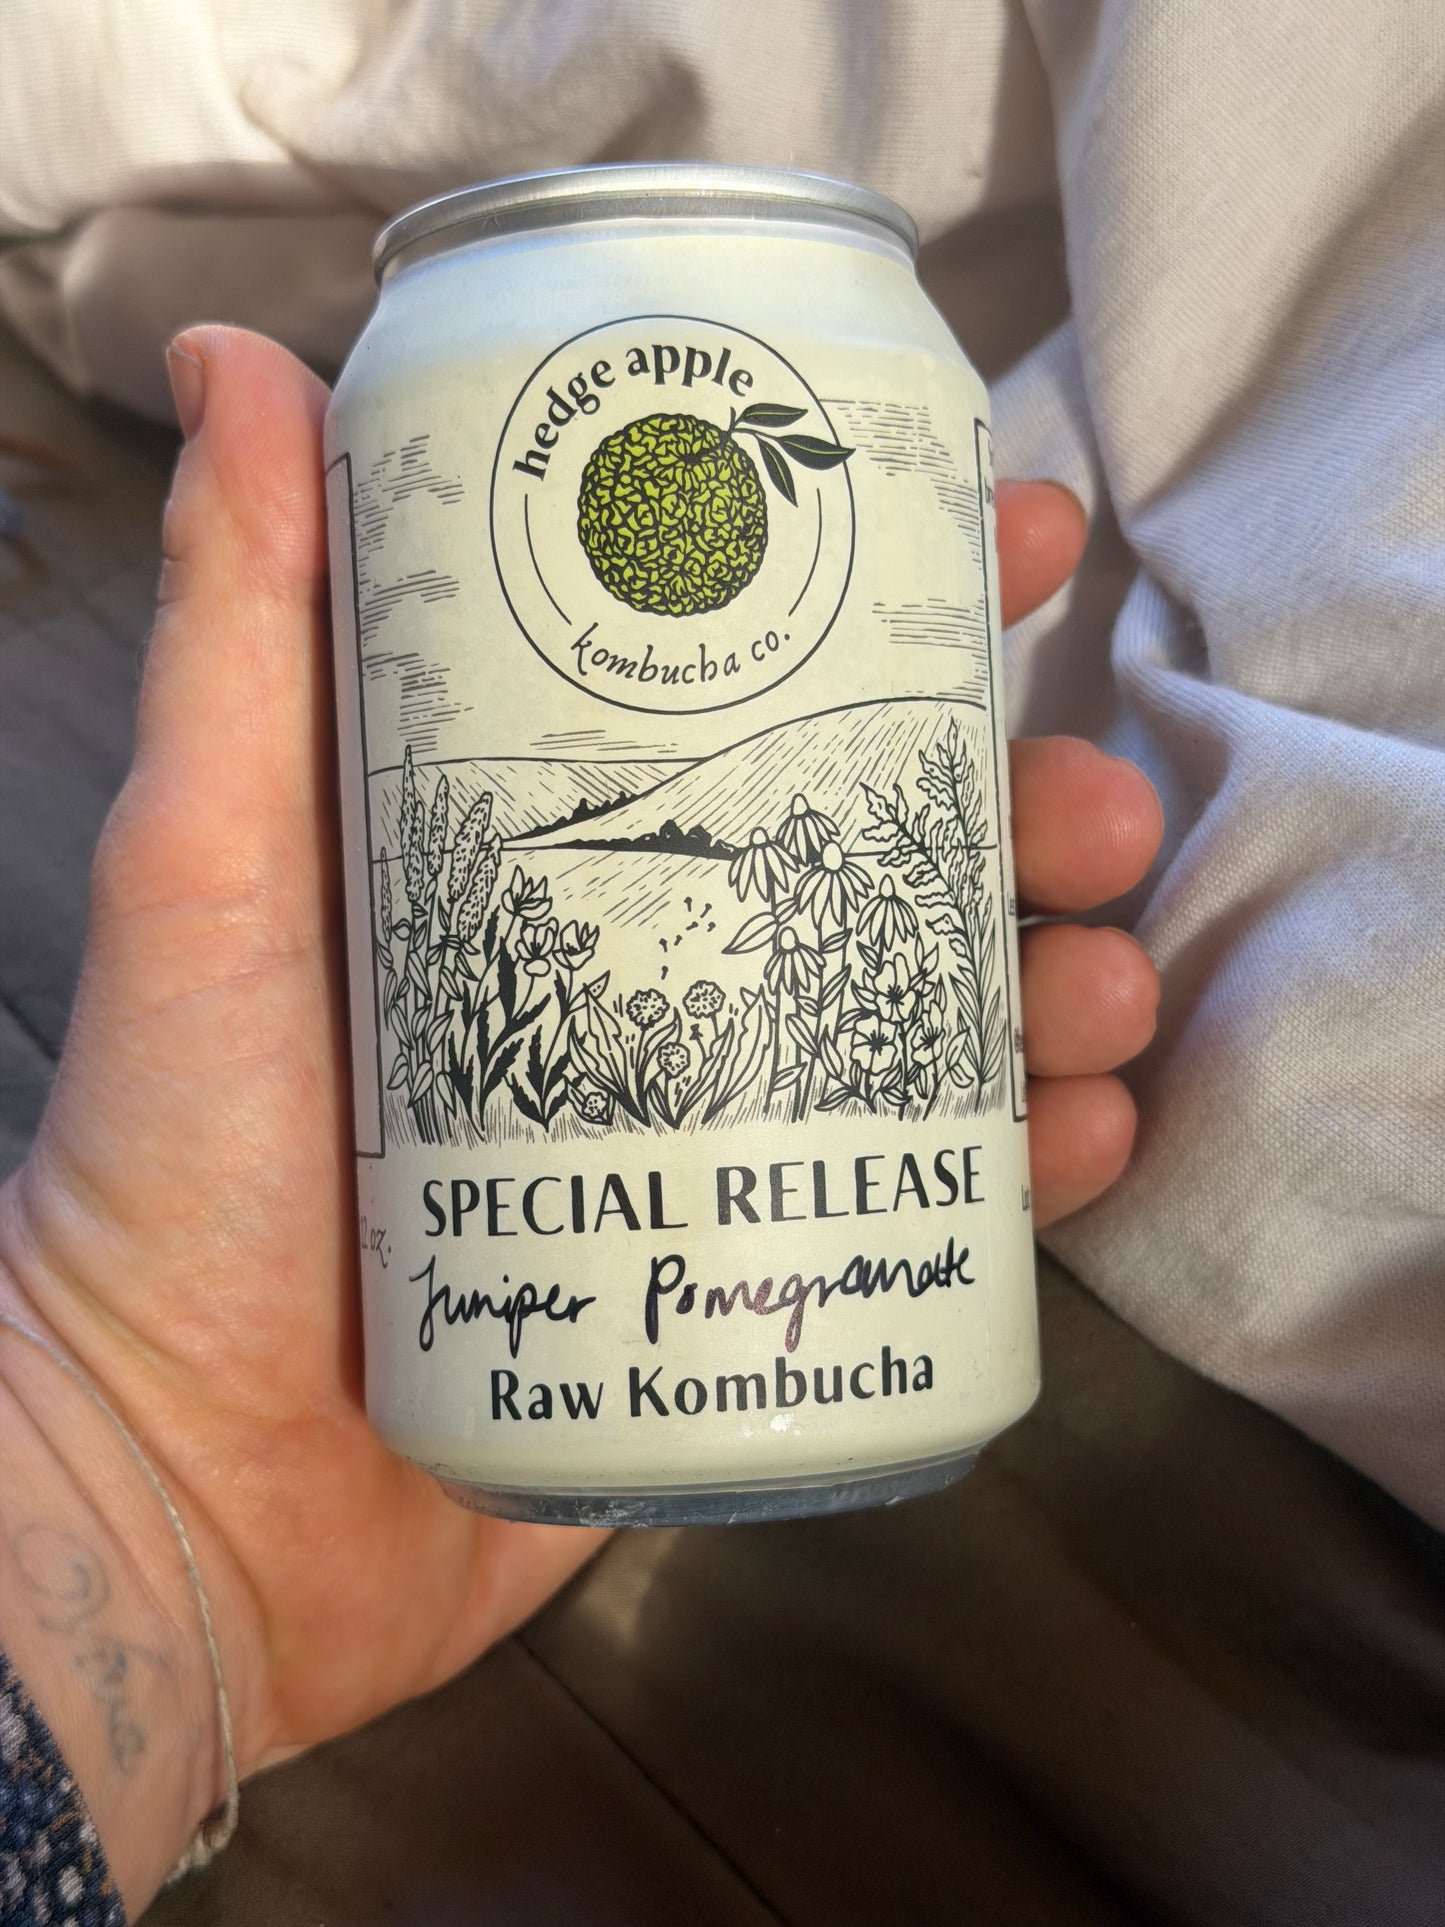 hedge apple
kombucha co.
SPECIAL RELEASE
12 oz.
Juniper Pomegranate
Raw Kombucha